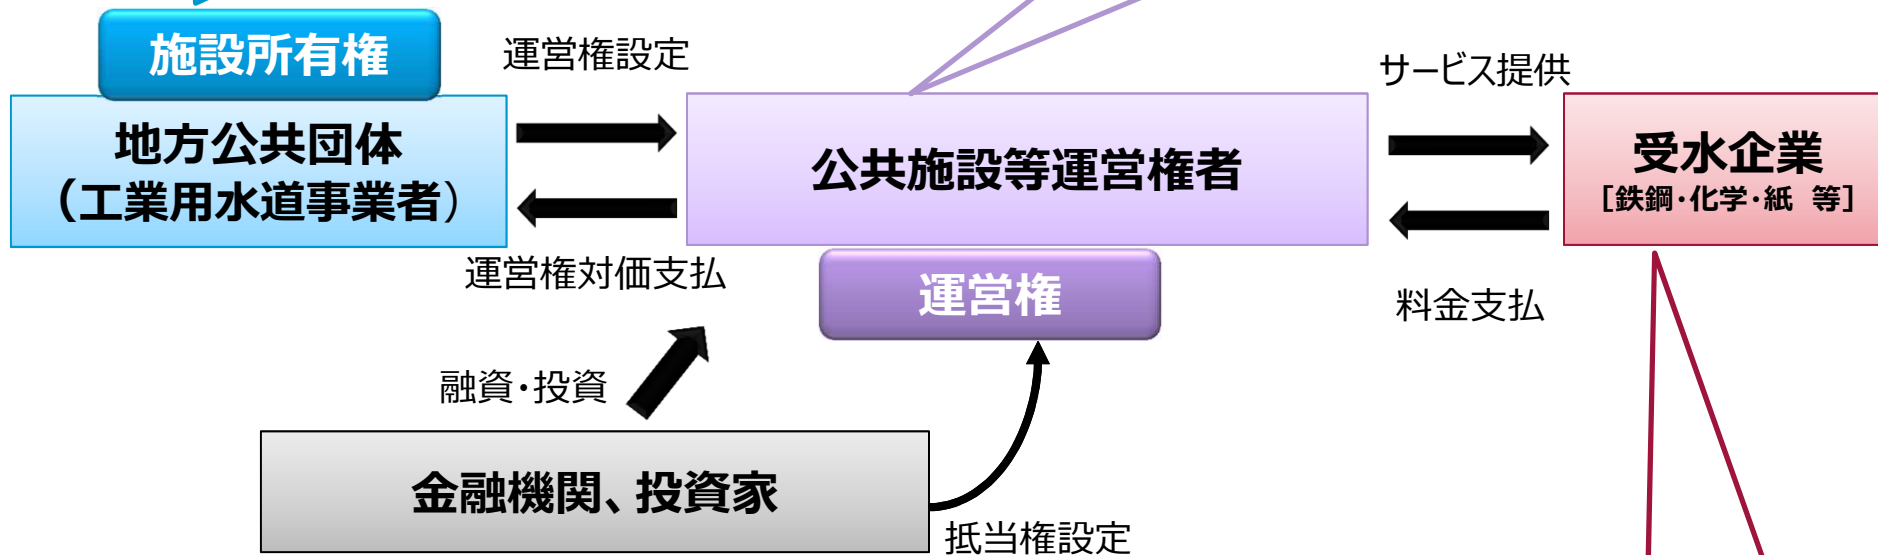 施設所有権
運営権設定
サービス提供
地方公共団体
（工業用水道事業者）
公共施設等運営権者
受水企業
［鉄鋼・化学・紙　等］
運営権対価支払
運営権
料金支払
融資・投資
金融機関、投資家
抵当権設定